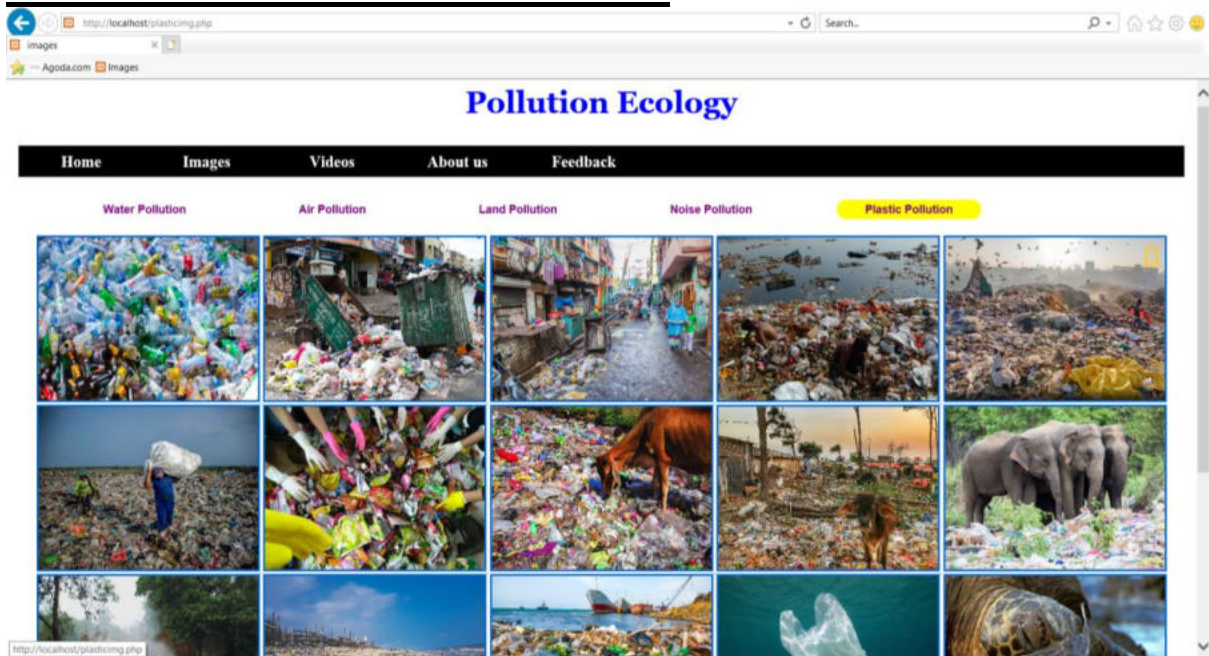 http://localhost/plasticimg.php
Search...
images
Agoda.com Images
Pollution Ecology
Home Images Videos About us Feedback
Water Pollution Air Pollution Land Pollution Noise Pollution Plastic Pollution
http://localhost/plasticimg.php